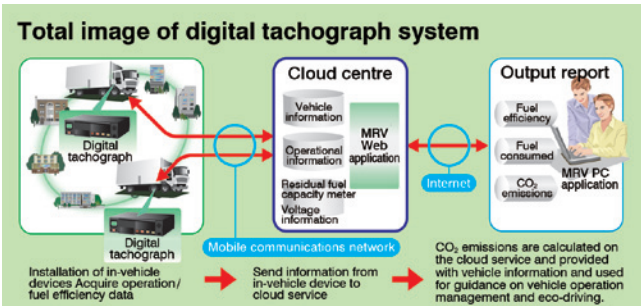 Total image of digital tachograph system
Digital
tachograph
Digital
tachograph
Cloud centre
Vehicle
information
Operational
information
Residual fuel
capacity meter
Voltage
information
MRV
Web
application
Output report
Fuel
efficiency
Fuel
consumed
CO₂
emissions
MRV PC
application
Internet
Mobile communications network
Installation of in-vehicle
devices Acquire operation/
fuel efficiency data
Send information from
in-vehicle device to
cloud service
CO₂ emissions are calculated on
the cloud service and provided
with vehicle information and used
for guidance on vehicle operation
management and eco-driving.